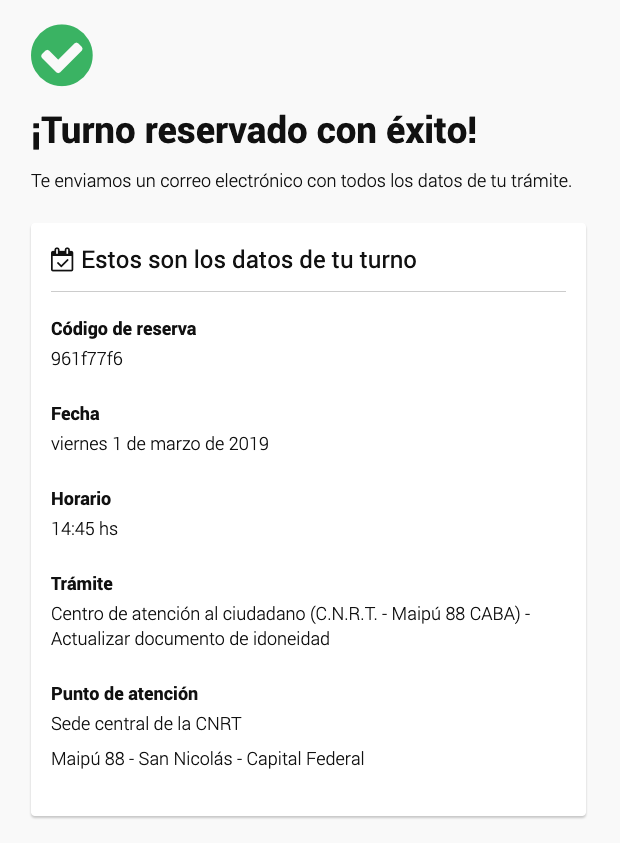 ¡Turno reservado con éxito!
Te enviamos un correo electrónico con todos los datos de tu trámite.
Estos son los datos de tu turno
Código de reserva
961f77f6
Fecha
viernes 1 de marzo de 2019
Horario
14:45 hs
Trámite
Centro de atención al ciudadano (C.N.R.T. - Maipú 88 CABA) -
Actualizar documento de idoneidad
Punto de atención
Sede central de la CNRT
Maipú 88 - San Nicolás - Capital Federal